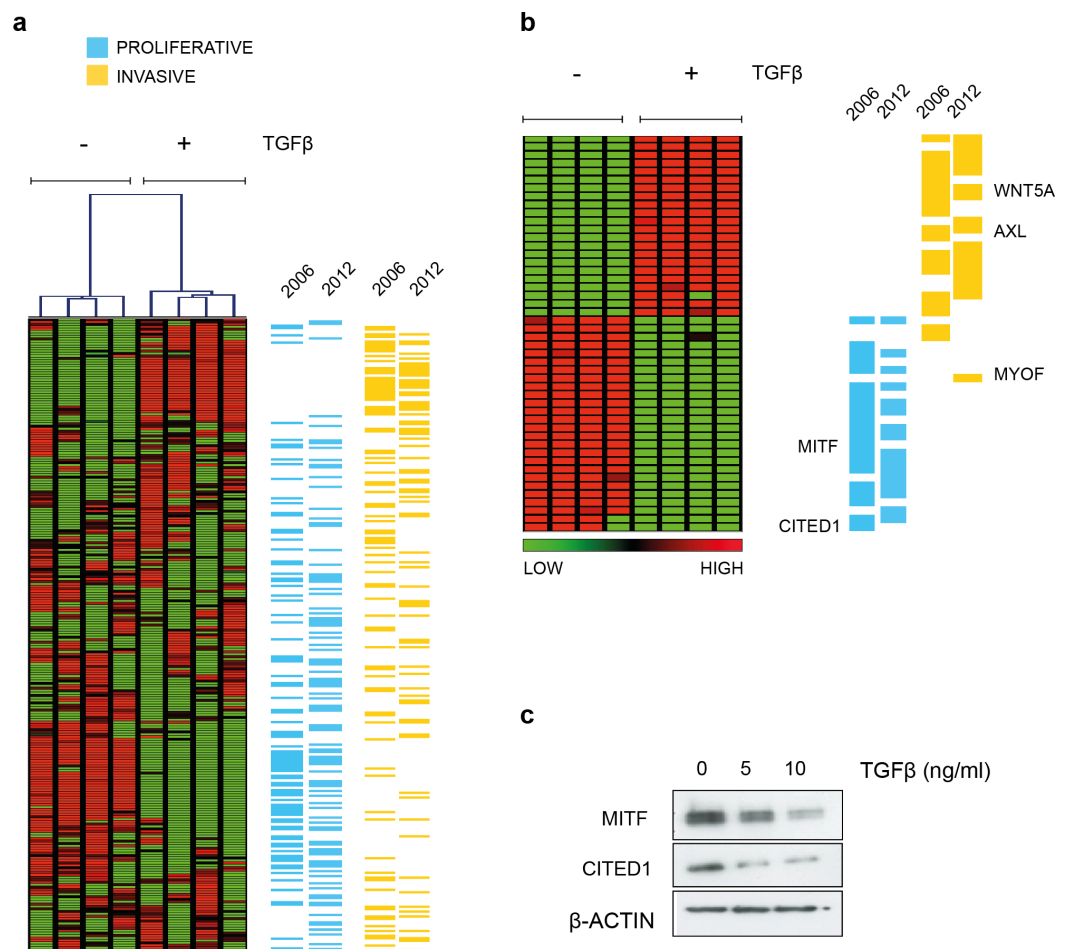 a
PROLIFERATIVE
INVASIVE
- + TGFβ
2006 2012 2006 2012
b
- + TGFβ
2006 2012 2006 2012
WNT5A
AXL
MYOF
MITF
CITED1
LOW HIGH
c
0 5 10 TGFβ (ng/ml)
MITF
CITED1
β-ACTIN